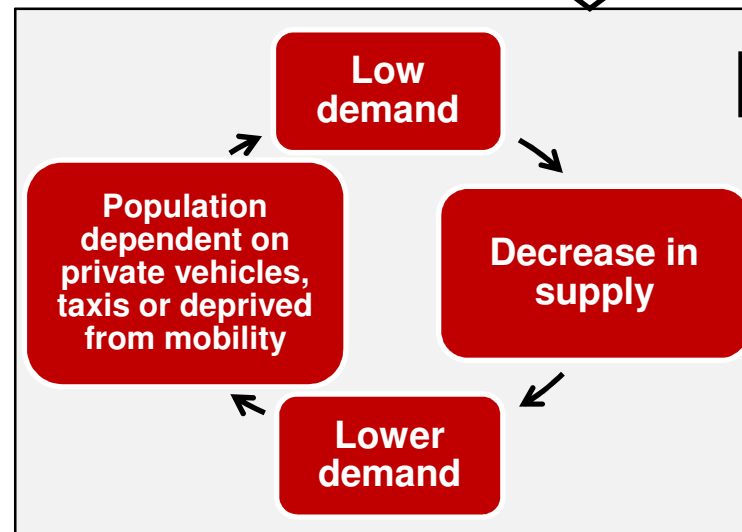 Low
demand
Population
dependent on
private vehicles,
taxis or deprived
from mobility
Decrease in
supply
Lower
demand